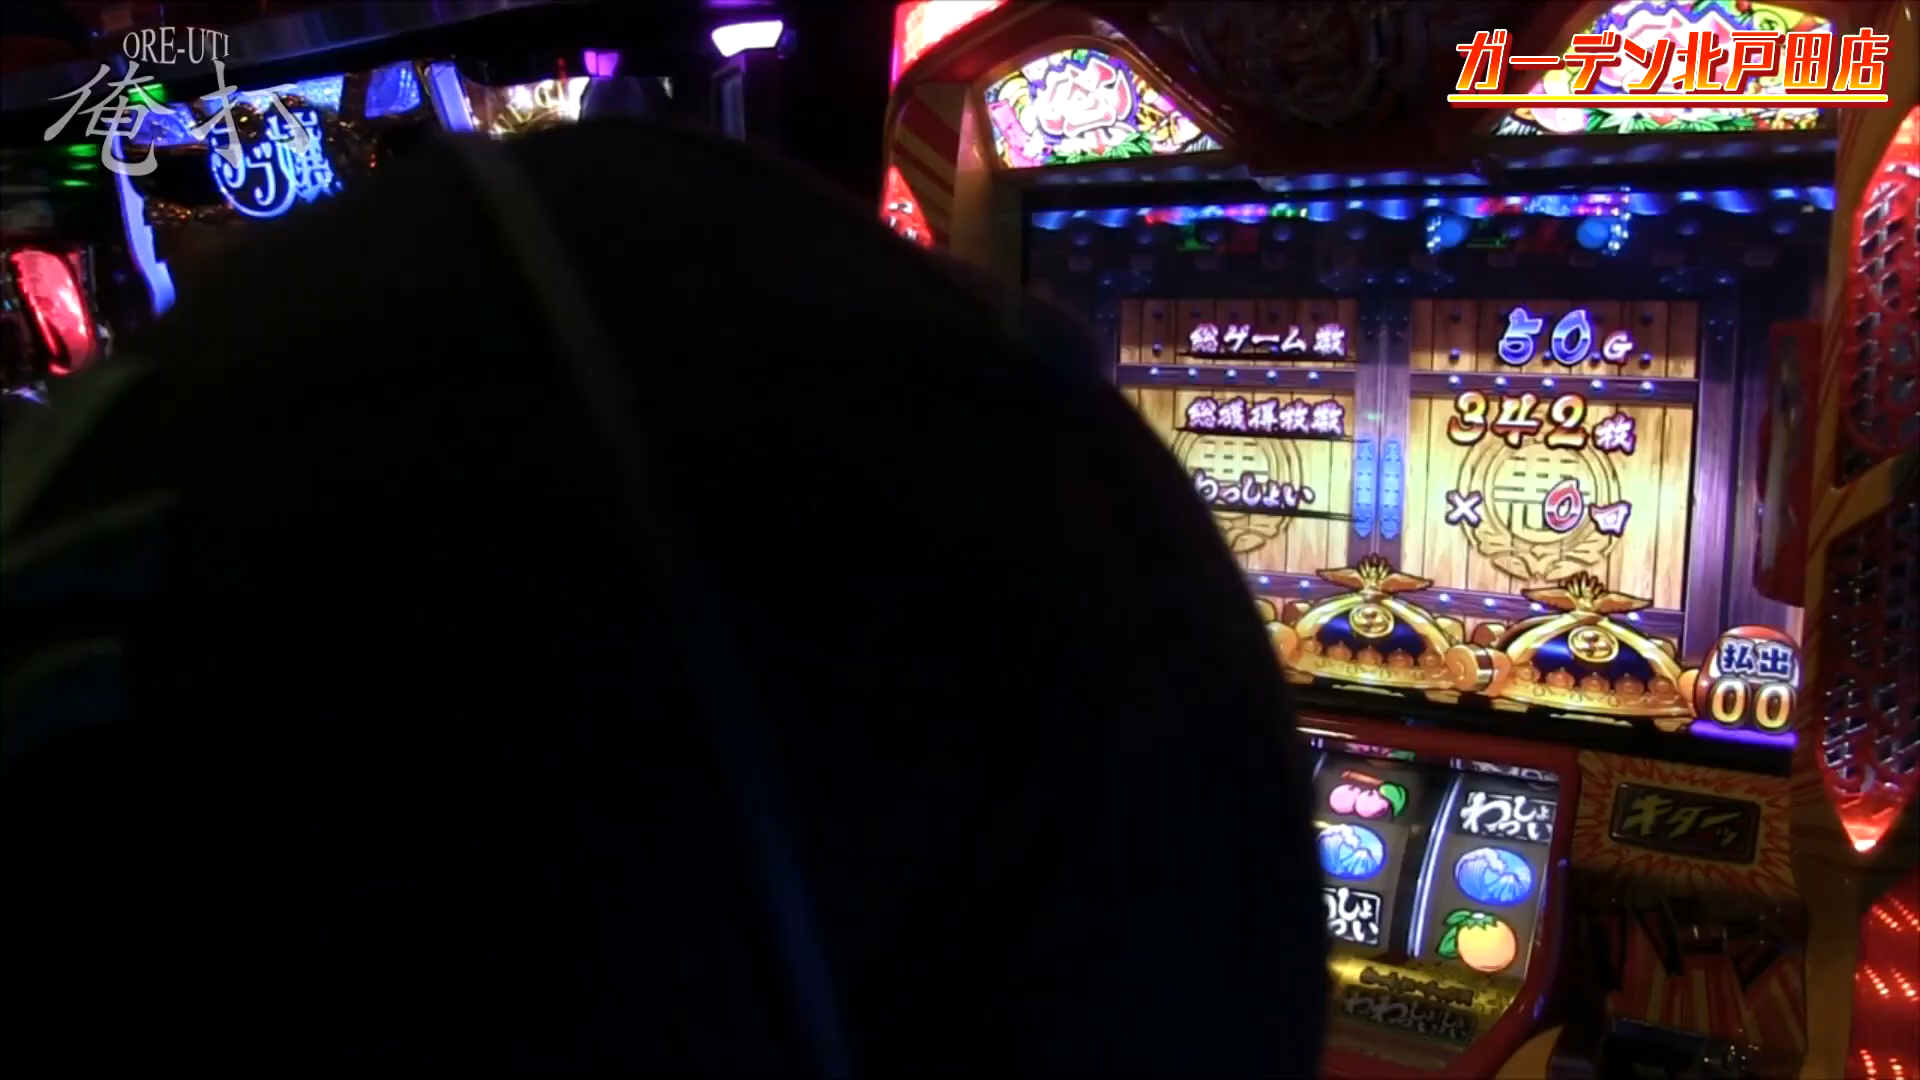 ORE-UTI
俺打
ガーデン北戸田店
総ゲーム数 50G
総獲得枚数 342枚
わっしょい × 0回
払出
00
わっしょい
わっしょい
キターッ